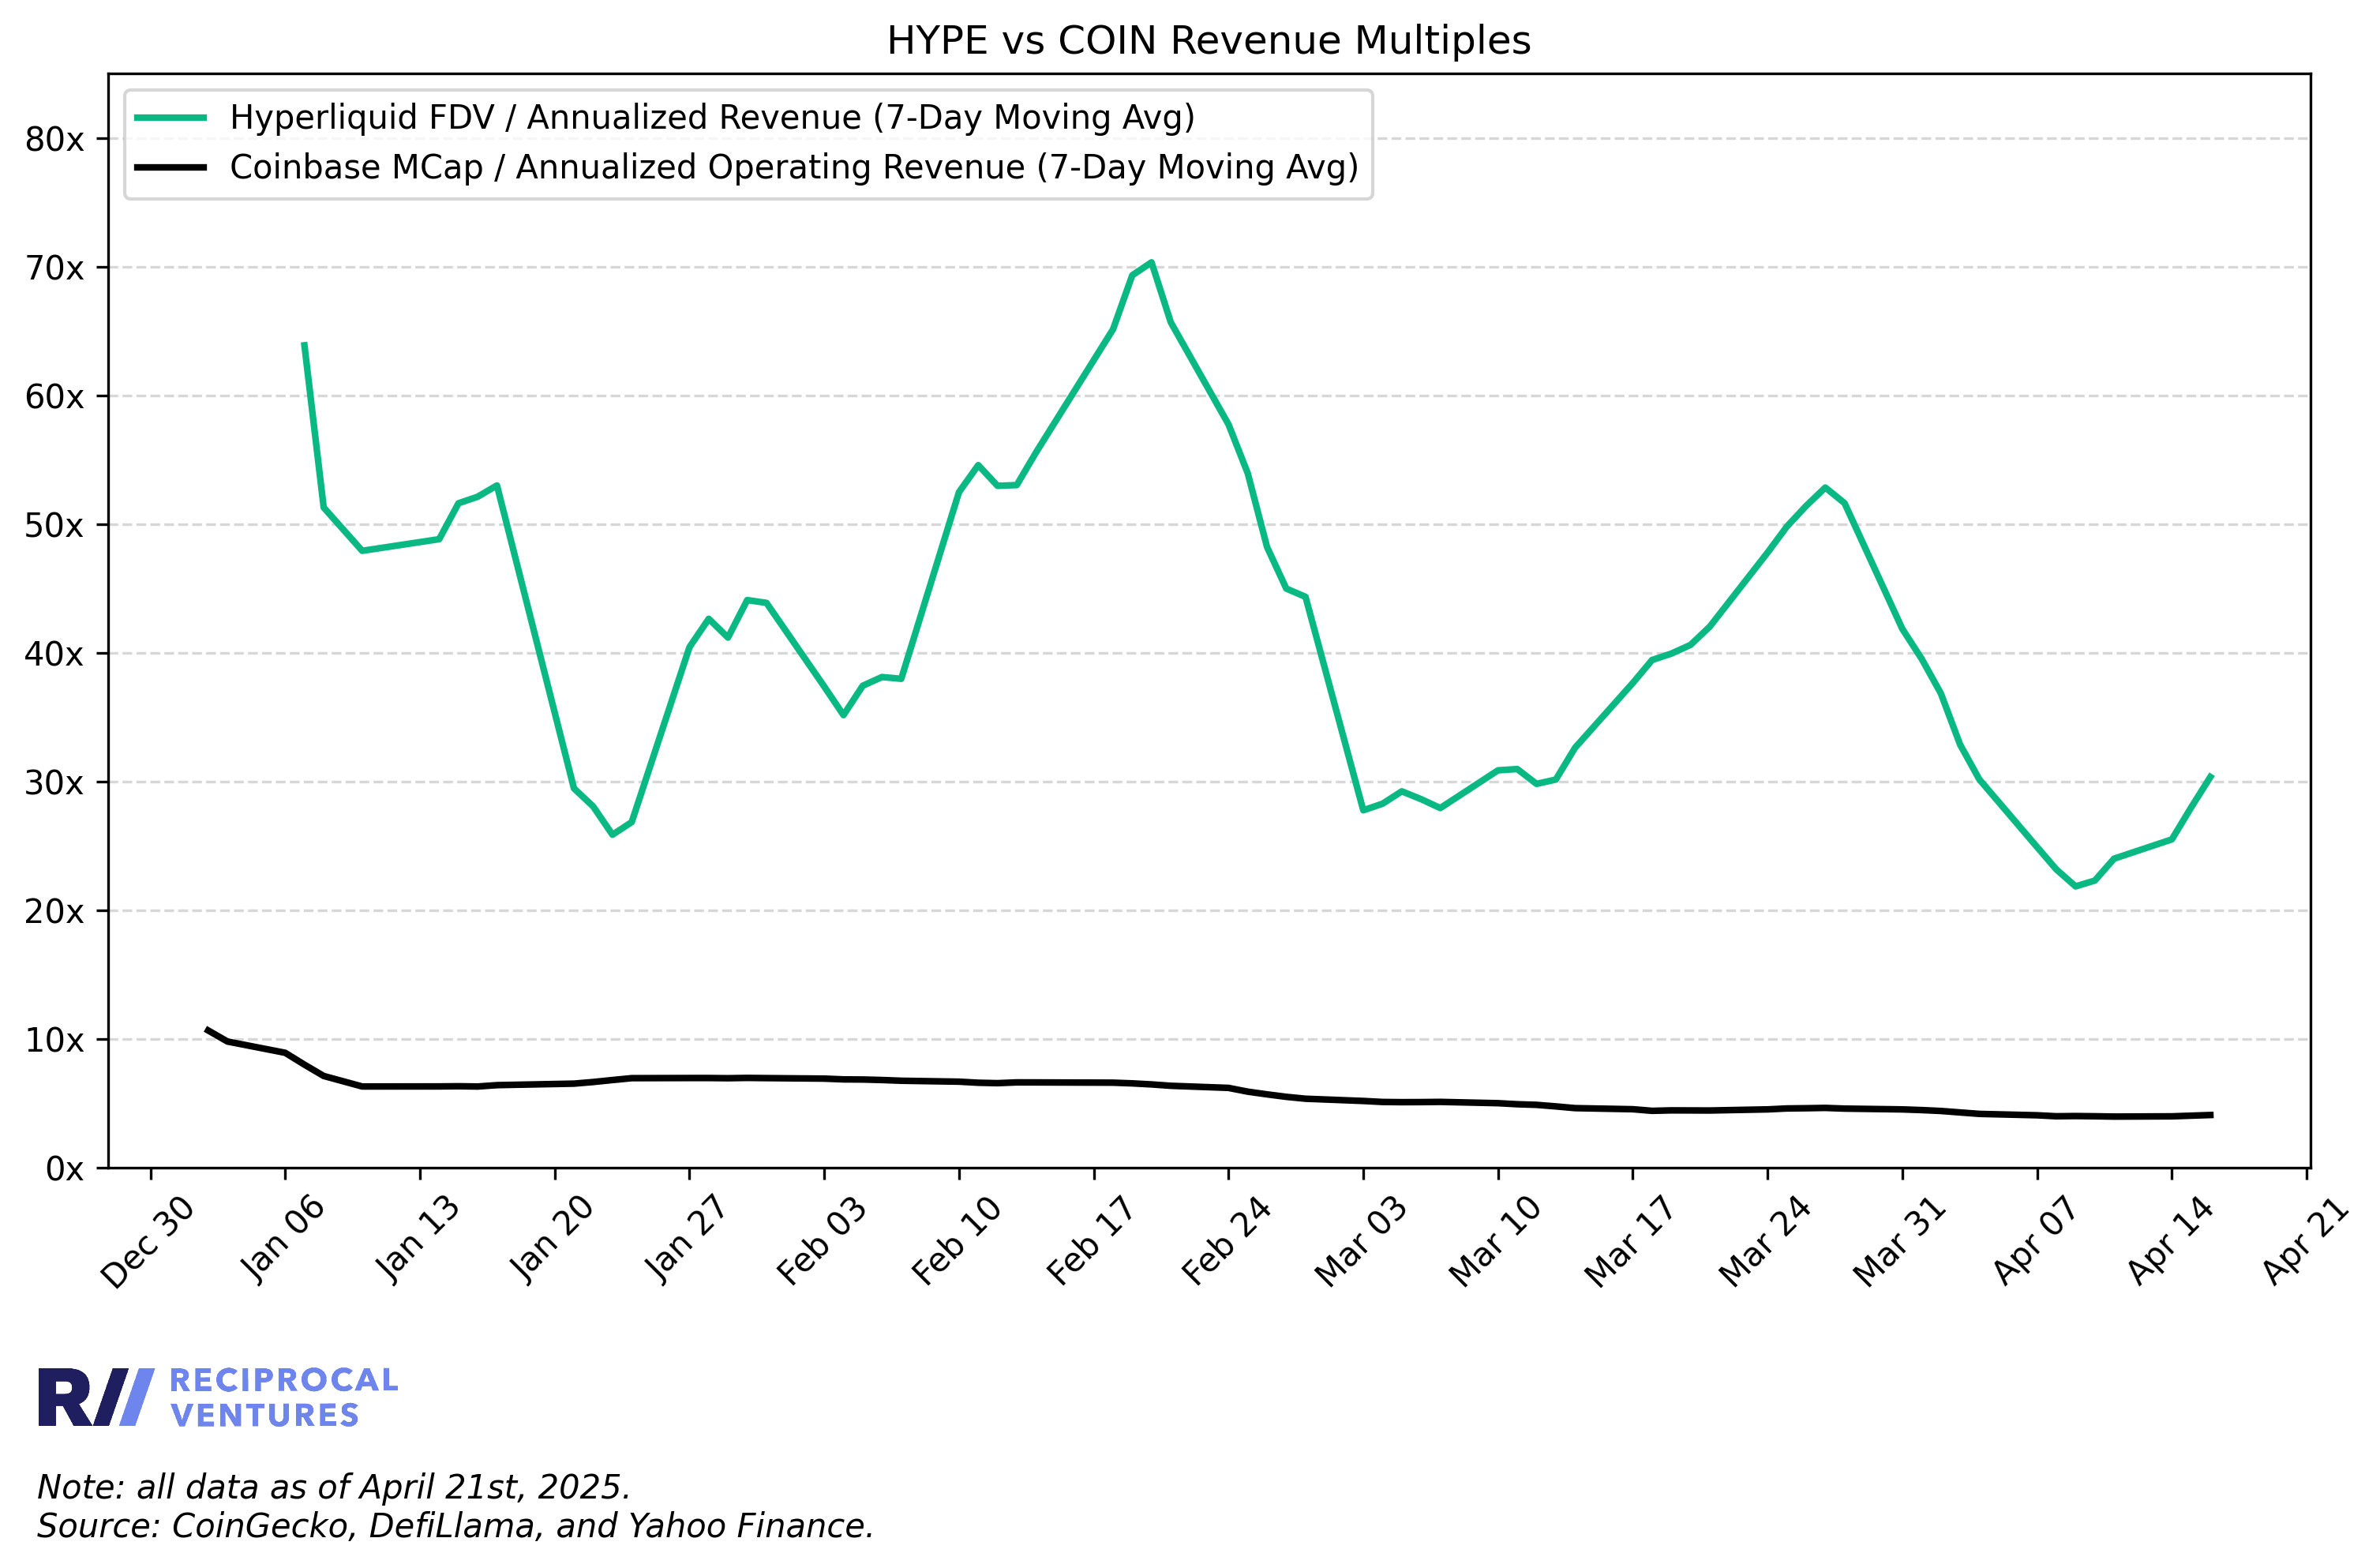 HYPE vs COIN Revenue Multiples
Hyperliquid FDV / Annualized Revenue (7-Day Moving Avg)
Coinbase MCap / Annualized Operating Revenue (7-Day Moving Avg)
80x
70x
60x
50x
40x
30x
20x
10x
0x
Dec 30
Jan 06
Jan 13
Jan 20
Jan 27
Feb 03
Feb 10
Feb 17
Feb 24
Mar 03
Mar 10
Mar 17
Mar 24
Mar 31
Apr 07
Apr 14
Apr 21
RV RECIPROCAL
VENTURES
Note: all data as of April 21st, 2025.
Source: CoinGecko, DefiLlama, and Yahoo Finance.